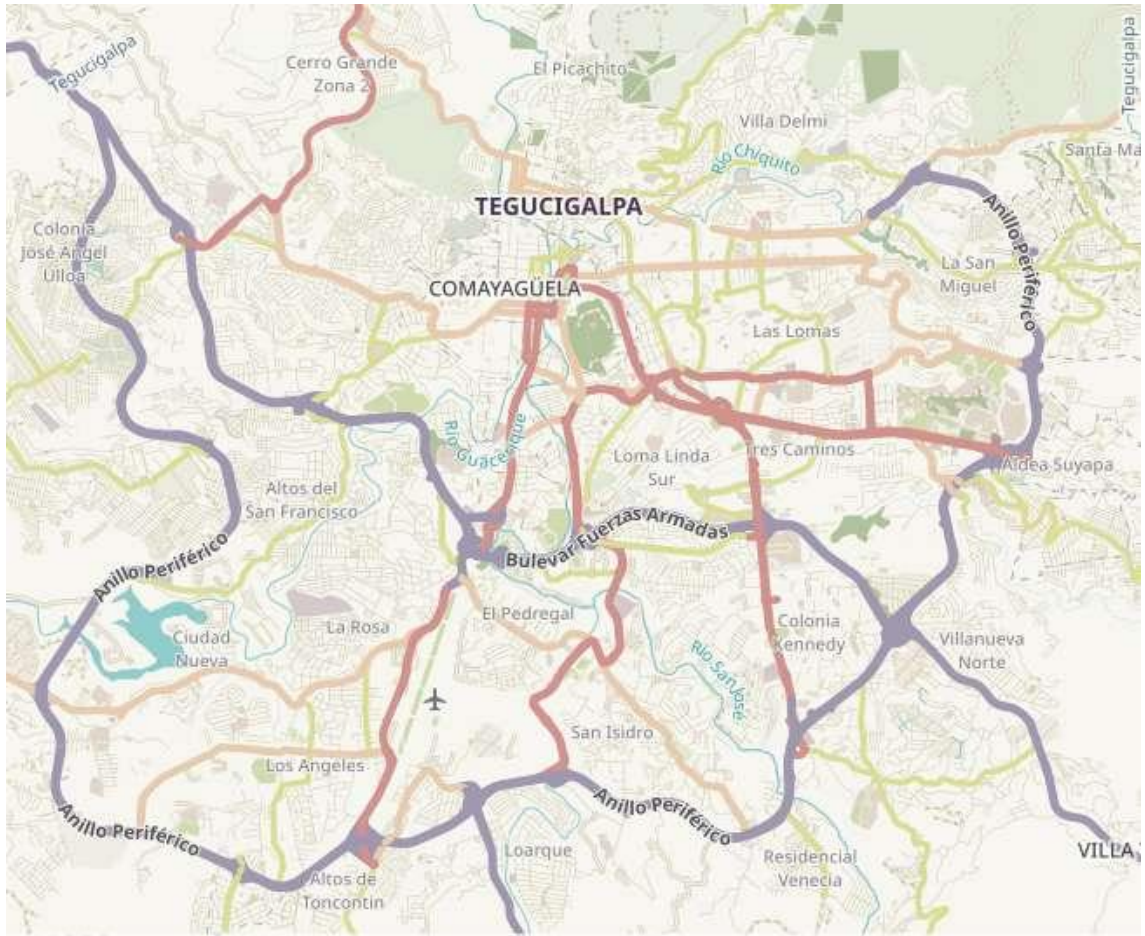 Tegucigalpa
Cerro Grande
Zona 2
El Picachito
Tegucigalpa
Villa Delmi
Santa Ma
Río Chiquito
TEGUCIGALPA
Anillo Periférico
Colonia
José Ángel
Ulloa
La San
Miguel
COMAYAGÜELA
Las Lomas
Río Guacerique
Loma Linda
Sur
Tres Caminos
Aldea Suyapa
Altos del
San Francisco
Bulevar Fuerzas Armadas
Anillo Periférico
El Pedregal
La Rosa
Ciudad
Nueva
Colonia
Kennedy
Villanueva
Norte
Río San José
San Isidro
Los Angeles
Anillo Periférico
Anillo Periférico
Loarque
Residencial
Venecia
VILLA
Altos de
Toncontin